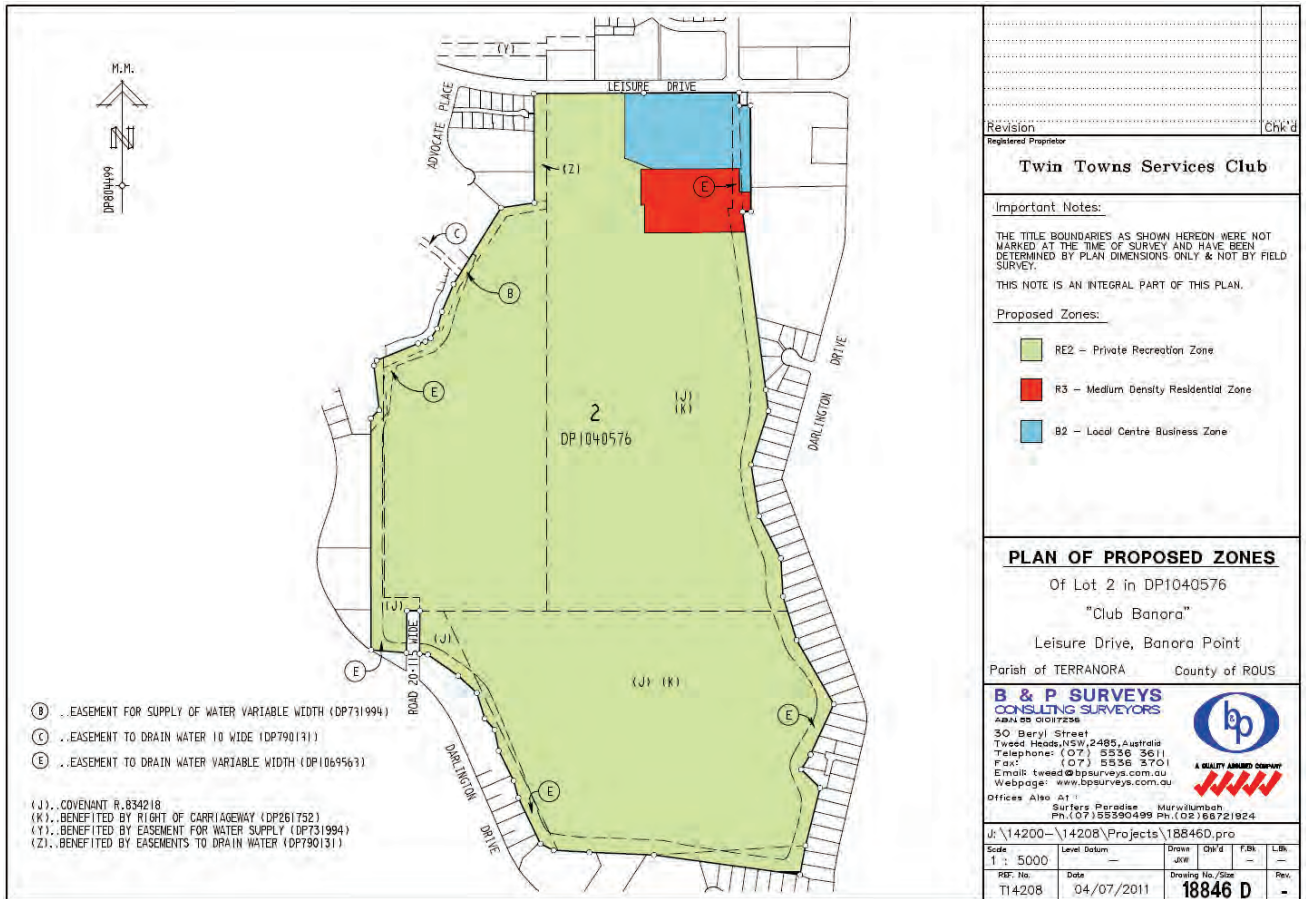 M.M.
N
DP804499
(Y)
LEISURE DRIVE
ADVOCATE PLACE
(Z)
E
C
B
E
DARLINGTON DRIVE
(J)
(K)
2
DP1040576
(J)
(J)
ROAD 20·115 WIDE
E
(J) (K)
E
E
DARLINGTON
DRIVE
B ..EASEMENT FOR SUPPLY OF WATER VARIABLE WIDTH (DP731994)
C ..EASEMENT TO DRAIN WATER 10 WIDE (DP790131)
E ..EASEMENT TO DRAIN WATER VARIABLE WIDTH (DP1069563)
(J)..COVENANT R.834218
(K)..BENEFITED BY RIGHT OF CARRIAGEWAY (DP261752)
(Y)..BENEFITED BY EASEMENT FOR WATER SUPPLY (DP731994)
(Z)..BENEFITED BY EASEMENTS TO DRAIN WATER (DP790131)
Revision Chk'd
Registered Proprietor
Twin Towns Services Club
Important Notes:
THE TITLE BOUNDARIES AS SHOWN HEREON WERE NOT
MARKED AT THE TIME OF SURVEY AND HAVE BEEN
DETERMINED BY PLAN DIMENSIONS ONLY & NOT BY FIELD
SURVEY.
THIS NOTE IS AN INTEGRAL PART OF THIS PLAN.
Proposed Zones:
RE2 – Private Recreation Zone
R3 – Medium Density Residential Zone
B2 – Local Centre Business Zone
PLAN OF PROPOSED ZONES
Of Lot 2 in DP1040576
"Club Banora"
Leisure Drive, Banora Point
Parish of TERRANORA County of ROUS
B & P SURVEYS
CONSULTING SURVEYORS
30 Beryl Street
Tweed Heads,NSW,2485,Australia
Telephone: (07) 5536 3611
Fax: (07) 5536 3701
Email: tweed@bpsurveys.com.au
Webpage: www.bpsurveys.com.au
b&p
A QUALITY ASSURED COMPANY
Offices Also At :
Surfers Paradise Murwillumbah
Ph.(07)55390499 Ph.(02)66721924
J:\14200-\14208\Projects\18846D.pro
Scale Level Datum Drawn Chk'd F.Bk L.Bk
1 : 5000 — JXW — —
REF. No. Date Drawing No./Size Rev.
T14208 04/07/2011 18846 D -